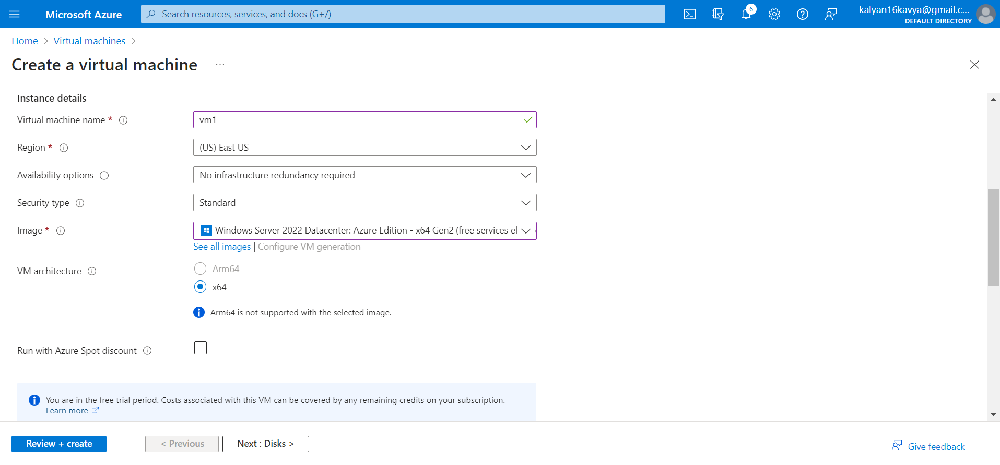 Microsoft Azure
Search resources, services, and docs (G+/)
6
kalyan16kavya@gmail.c...
DEFAULT DIRECTORY
Home > Virtual machines >
Create a virtual machine ...
Instance details
Virtual machine name * vm1
Region * (US) East US
Availability options No infrastructure redundancy required
Security type Standard
Image * Windows Server 2022 Datacenter: Azure Edition - x64 Gen2 (free services el
See all images | Configure VM generation
VM architecture
Arm64
x64
Arm64 is not supported with the selected image.
Run with Azure Spot discount
You are in the free trial period. Costs associated with this VM can be covered by any remaining credits on your subscription.
Learn more
Review + create < Previous Next : Disks > Give feedback